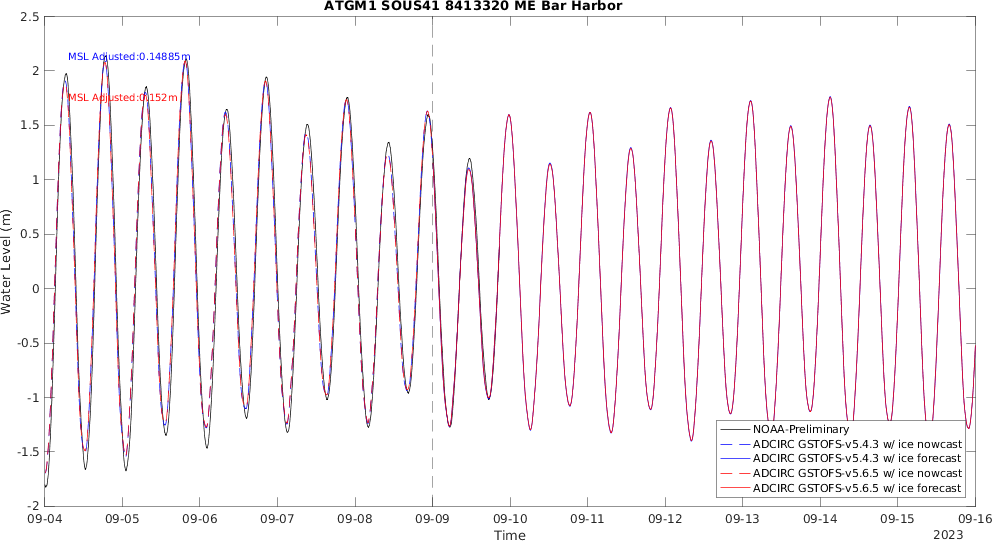 ATGM1 SOUS41 8413320 ME Bar Harbor
2.5
2
1.5
1
0.5
0
-0.5
-1
-1.5
-2
Water Level (m)
MSL Adjusted:0.14885m
MSL Adjusted:0.152m
NOAA-Preliminary
ADCIRC GSTOFS-v5.4.3 w/ ice nowcast
ADCIRC GSTOFS-v5.4.3 w/ ice forecast
ADCIRC GSTOFS-v5.6.5 w/ ice nowcast
ADCIRC GSTOFS-v5.6.5 w/ ice forecast
09-04 09-05 09-06 09-07 09-08 09-09 09-10 09-11 09-12 09-13 09-14 09-15 09-16
Time
2023